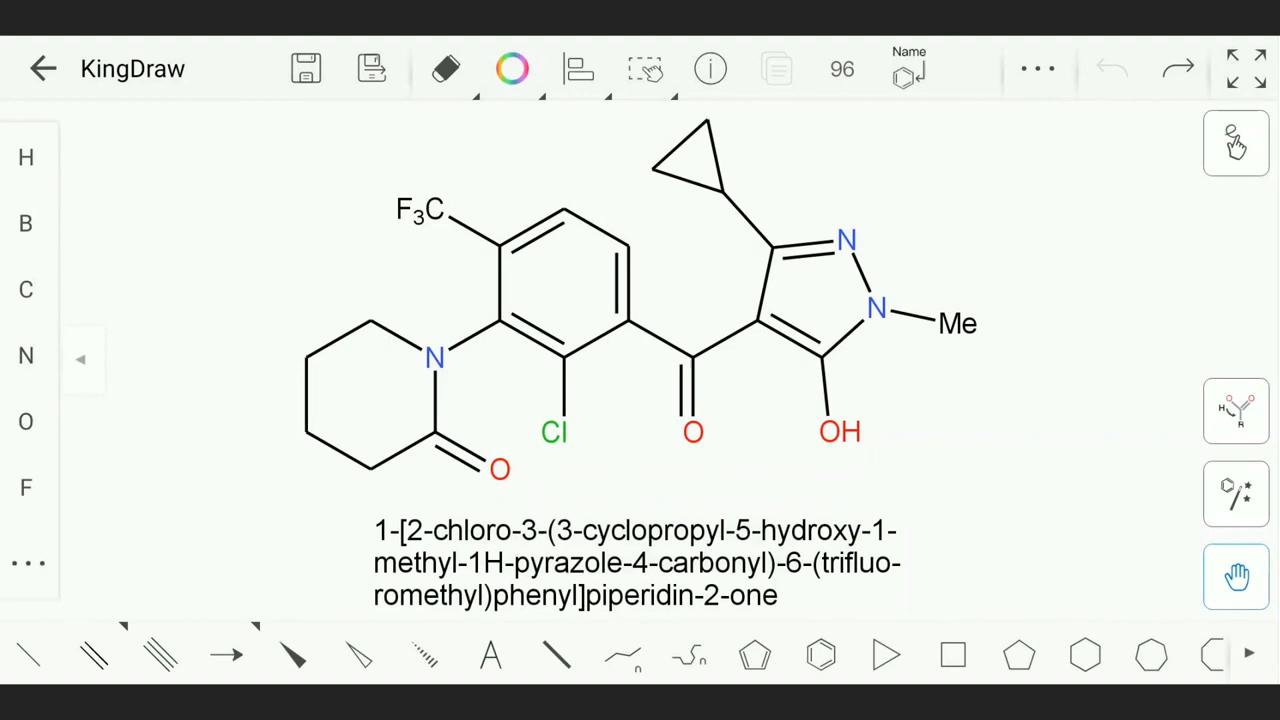 KingDraw
96
Name
H
B
C
N
O
F
F3C
N
N
Me
N
Cl
O
OH
O
1-[2-chloro-3-(3-cyclopropyl-5-hydroxy-1-
methyl-1H-pyrazole-4-carbonyl)-6-(trifluo-
romethyl)phenyl]piperidin-2-one
H
O
O
R
A
n
n